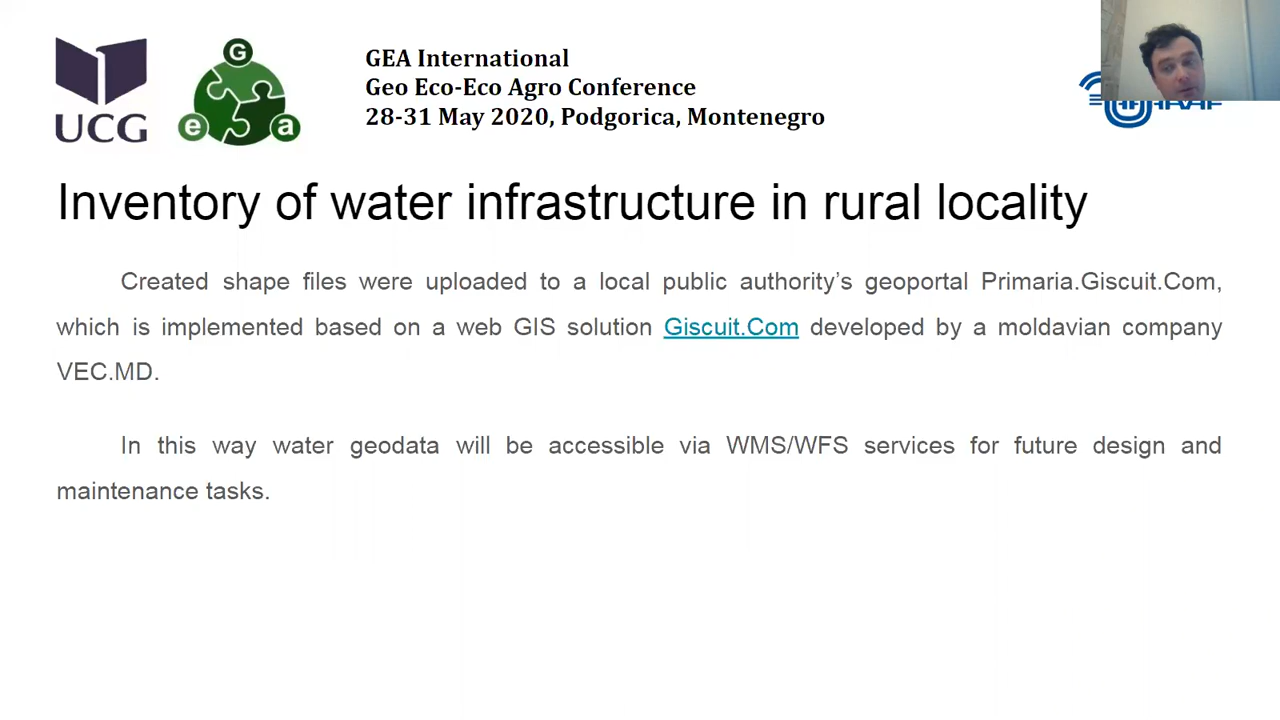 UCG
G
e
a
GEA International
Geo Eco-Eco Agro Conference
28-31 May 2020, Podgorica, Montenegro
Inventory of water infrastructure in rural locality
Created shape files were uploaded to a local public authority’s geoportal Primaria.Giscuit.Com,
which is implemented based on a web GIS solution Giscuit.Com developed by a moldavian company
VEC.MD.
In this way water geodata will be accessible via WMS/WFS services for future design and
maintenance tasks.